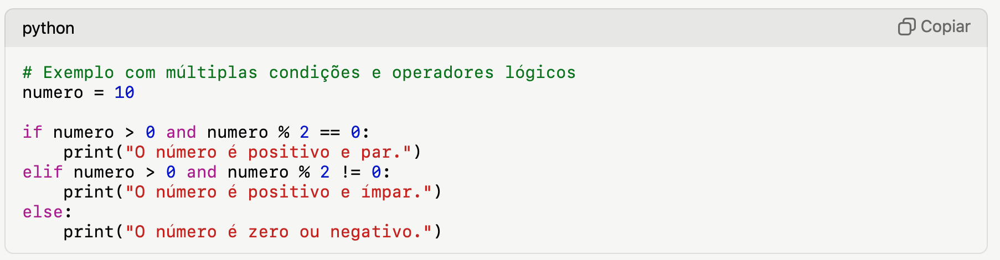 python
Copiar
# Exemplo com múltiplas condições e operadores lógicos
numero = 10

if numero > 0 and numero % 2 == 0:
    print("O número é positivo e par.")
elif numero > 0 and numero % 2 != 0:
    print("O número é positivo e ímpar.")
else:
    print("O número é zero ou negativo.")